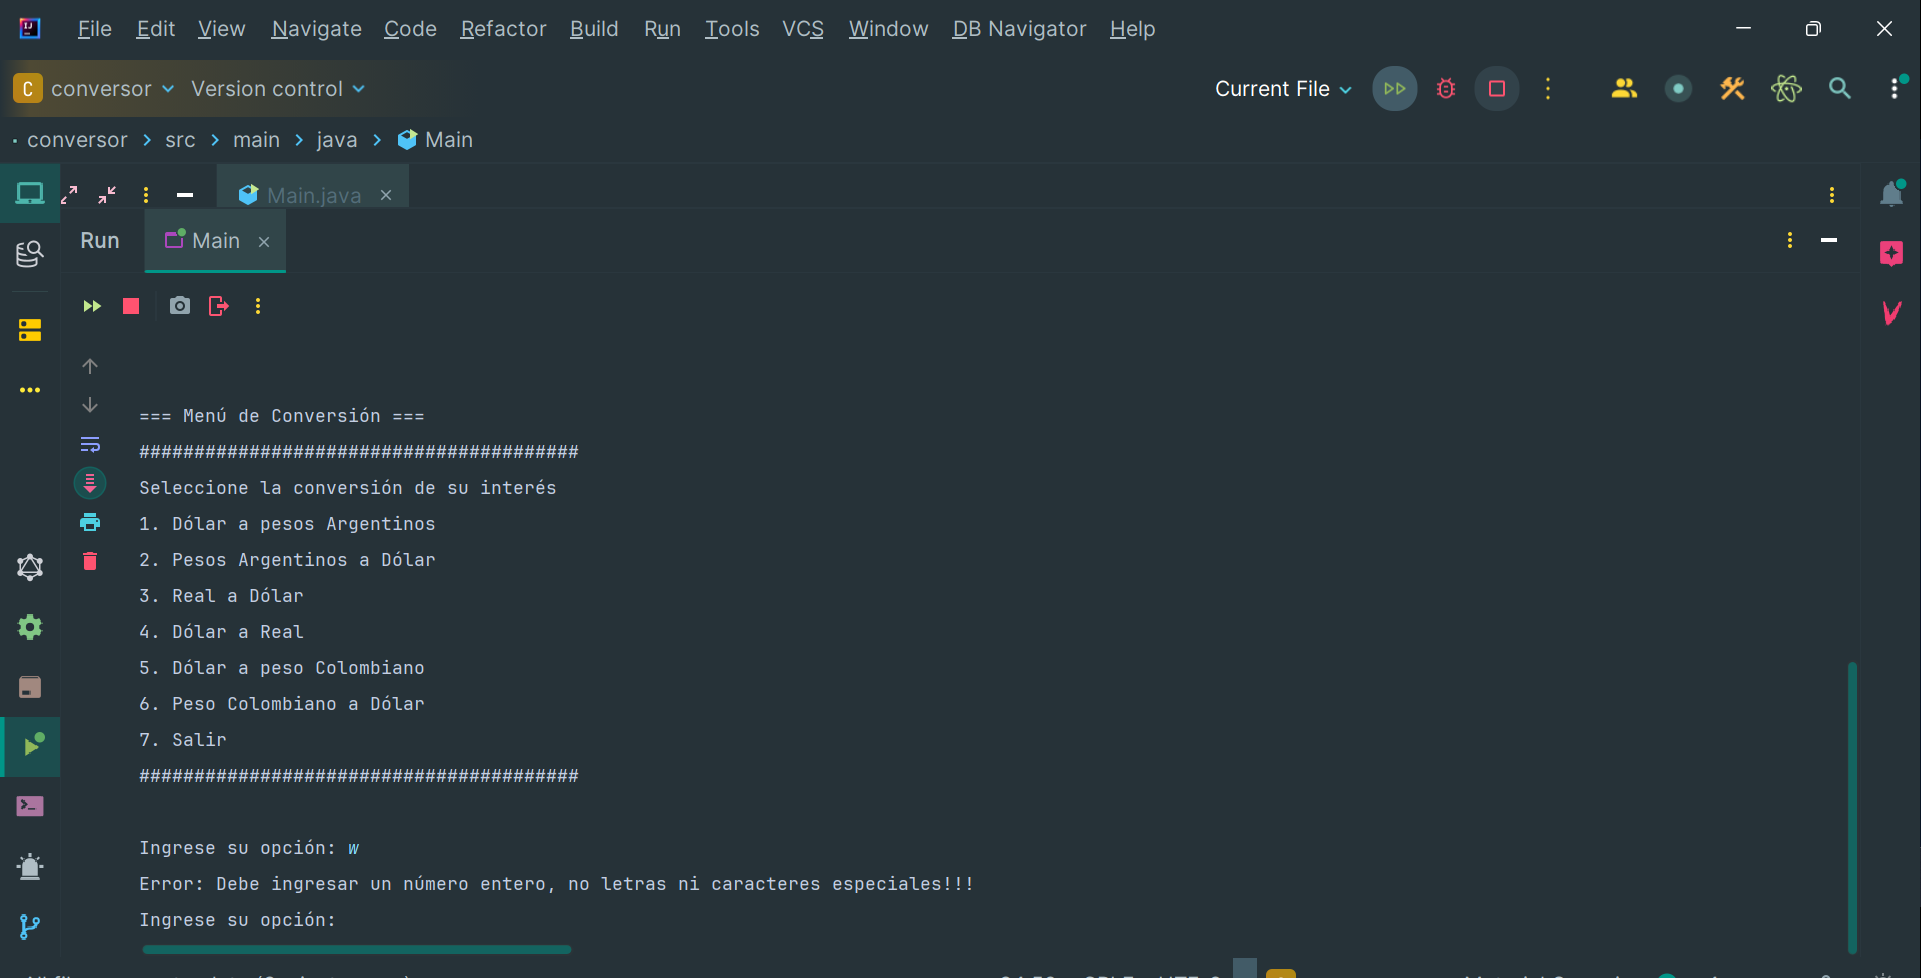 File Edit View Navigate Code Refactor Build Run Tools VCS Window DB Navigator Help
C conversor Version control Current File
conversor > src > main > java > Main
Main.java
Run Main
=== Menú de Conversión ===
########################################
Seleccione la conversión de su interés
1. Dólar a pesos Argentinos
2. Pesos Argentinos a Dólar
3. Real a Dólar
4. Dólar a Real
5. Dólar a peso Colombiano
6. Peso Colombiano a Dólar
7. Salir
########################################
Ingrese su opción: w
Error: Debe ingresar un número entero, no letras ni caracteres especiales!!!
Ingrese su opción: